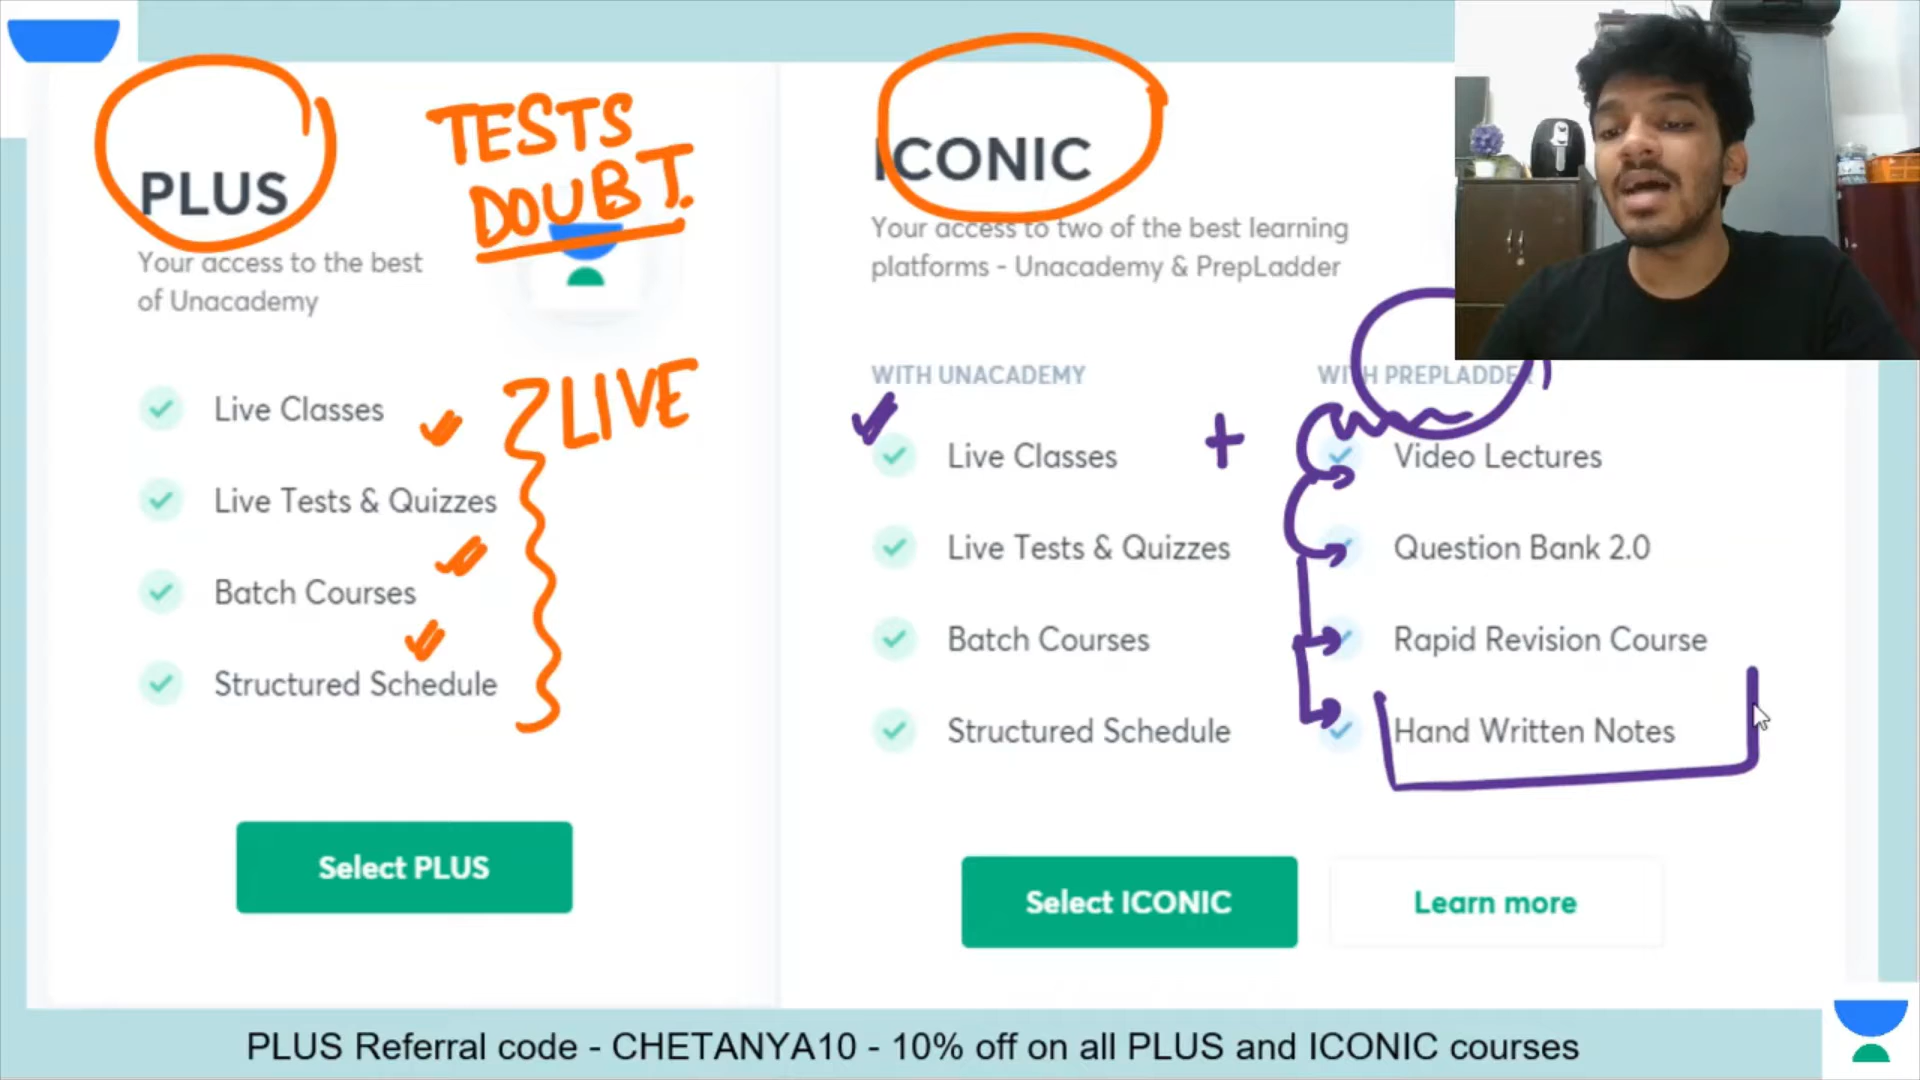 PLUS
TESTS
DOUBT.
Your access to the best
of Unacademy
Live Classes
LIVE
Live Tests & Quizzes
Batch Courses
Structured Schedule
Select PLUS
ICONIC
Your access to two of the best learning
platforms - Unacademy & PrepLadder
WITH UNACADEMY
Live Classes
Live Tests & Quizzes
Batch Courses
Structured Schedule
+
WITH PREPLADDER
Video Lectures
Question Bank 2.0
Rapid Revision Course
Hand Written Notes
Select ICONIC
Learn more
PLUS Referral code - CHETANYA10 - 10% off on all PLUS and ICONIC courses